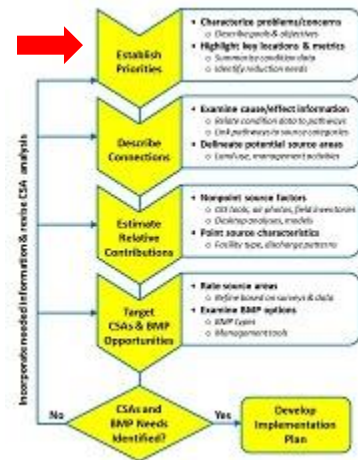 Establish
Priorities
• Characterize problems/concerns
○ Describe goals & objectives
• Highlight key locations & metrics
○ Summarize condition data
○ Identify reduction needs
Describe
Connections
• Examine cause/effect information
○ Relate condition data to pathways
○ Link pathways to source categories
• Delineate potential source areas
○ Land use, management activities
Estimate
Relative
Contributions
• Nonpoint source factors
○ GIS tools, air photos, field inventories
○ Desktop analyses, models
• Point source characteristics
○ Facility type, discharge patterns
Target
CSAs & BMP
Opportunities
• Rate source areas
○ Refine based on surveys & data
• Examine BMP options
○ BMP types
○ Management tools
Incorporate needed information & revise CSA analysis
No
CSAs and
BMP Needs
Identified?
Yes
Develop
Implementation
Plan